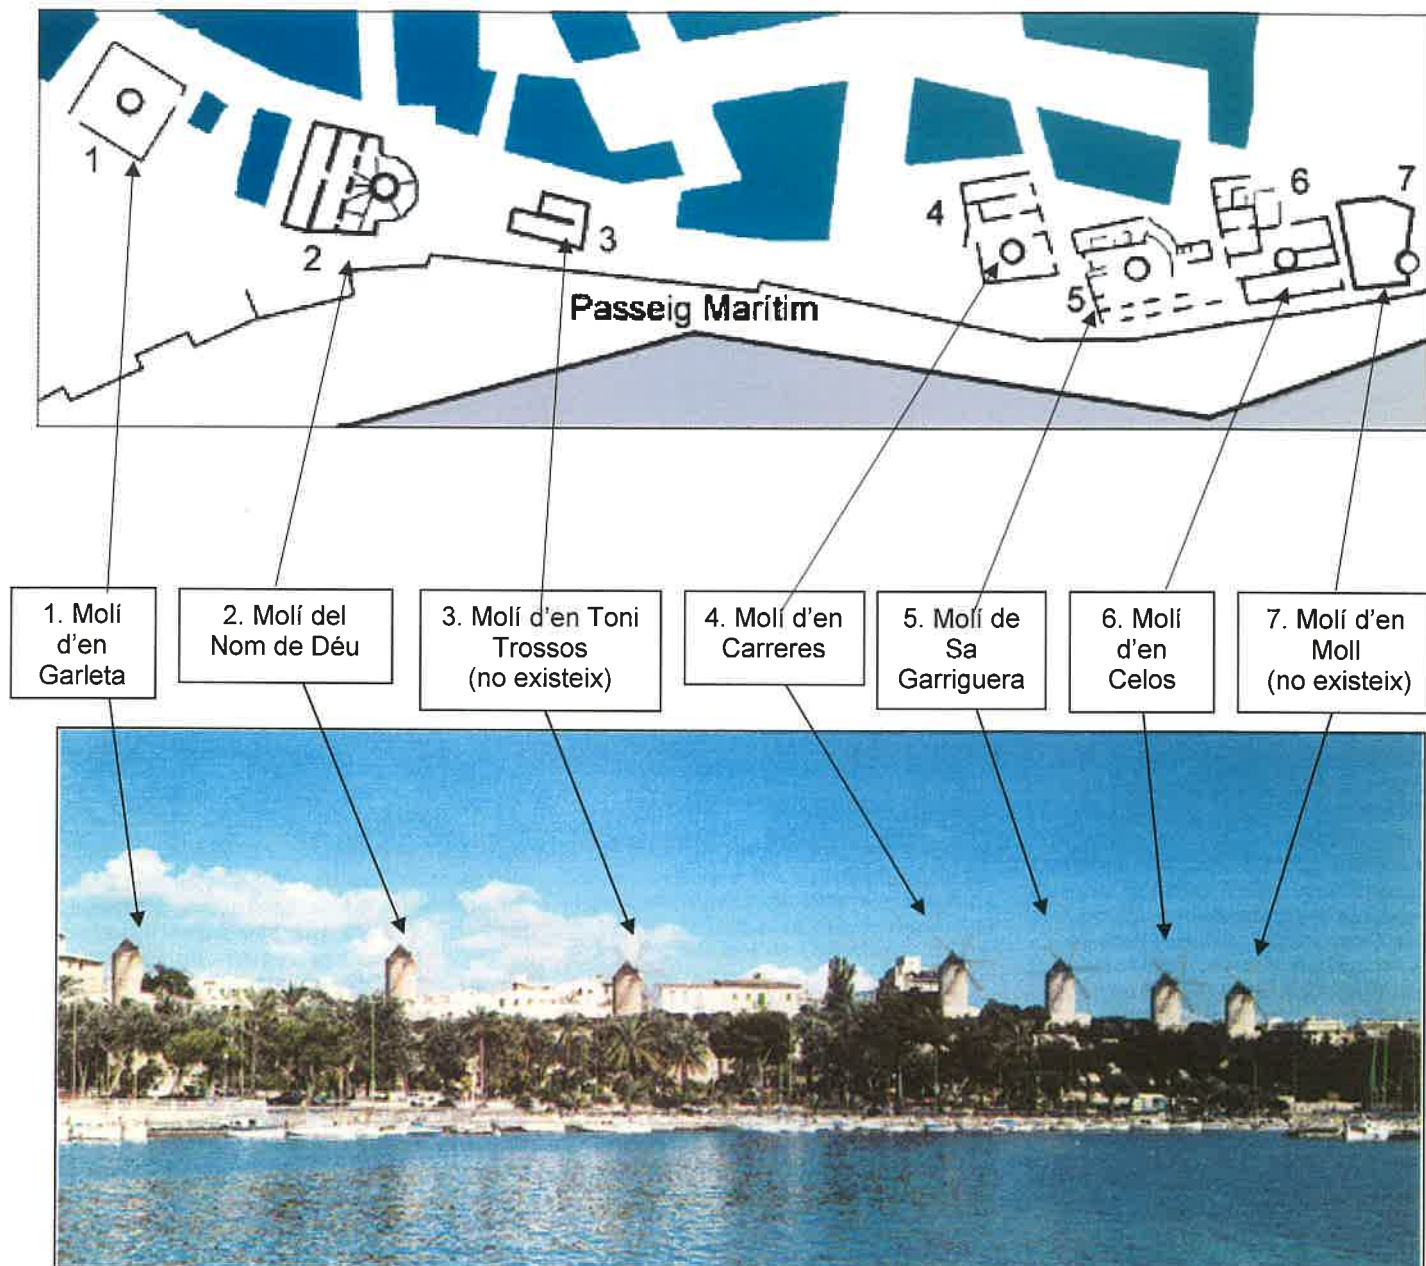 1
2
3
4
5
6
7
Passeig Marítim
1. Molí
d'en
Garleta
2. Molí del
Nom de Déu
3. Molí d'en Toni
Trossos
(no existeix)
4. Molí d'en
Carreres
5. Molí de
Sa
Garriguera
6. Molí
d'en
Celos
7. Molí d'en
Moll
(no existeix)